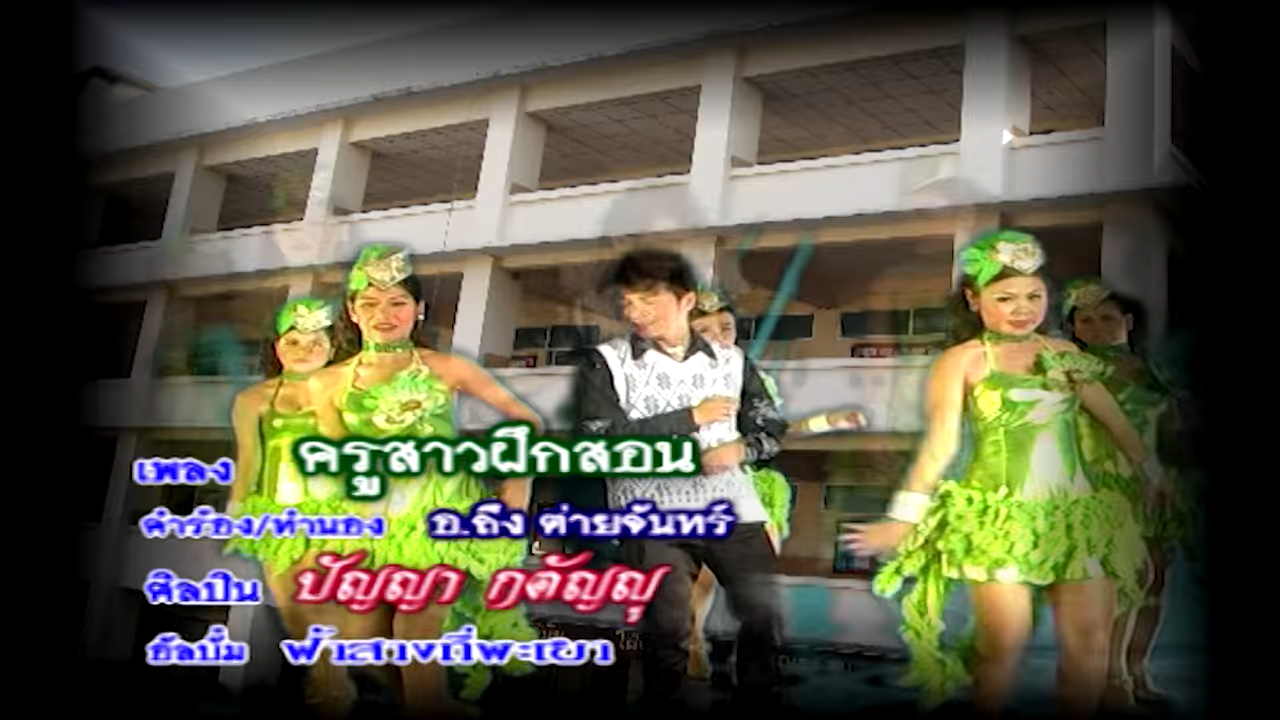 เพลง ครูสาวฝึกสอน
คำร้อง/ทำนอง อ.ถึง ต่ายจันทร์
ศิลปิน ปัญญา กตัญญุ
อัลบั้ม ฟ้าสางที่พะเยา